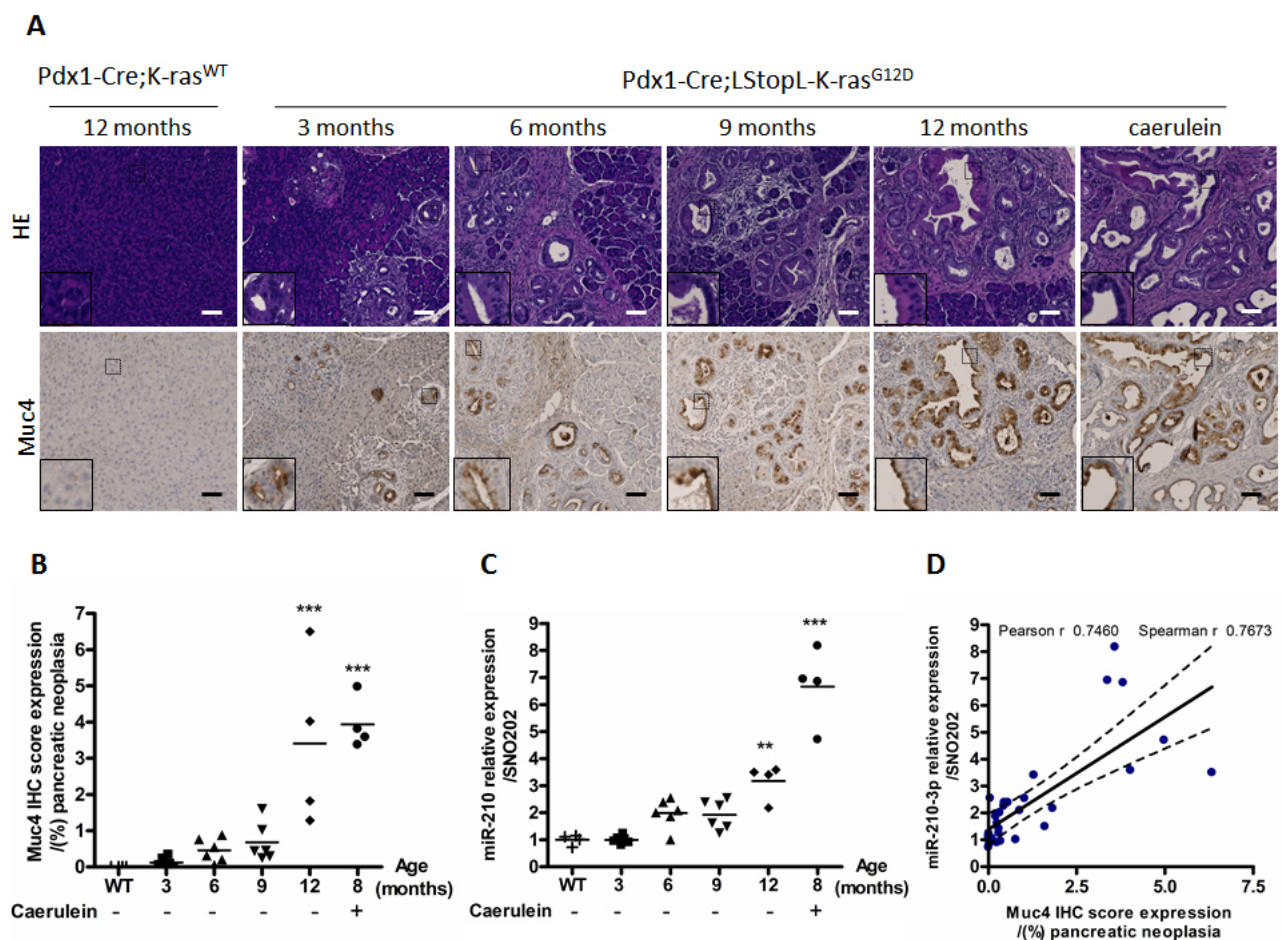 A
Pdx1-Cre;K-rasWT
Pdx1-Cre;LStopL-K-rasG12D
12 months
3 months
6 months
9 months
12 months
caerulein
HE
Muc4
B
Muc4 IHC score expression
/(%) pancreatic neoplasia
7
6
5
4
3
2
1
0
***
***
WT
3
6
9
12
8
Age
(months)
Caerulein
-
-
-
-
-
+
C
miR-210 relative expression
/SNO202
9
8
7
6
5
4
3
2
1
0
**
***
WT
3
6
9
12
8
Age
(months)
Caerulein
-
-
-
-
-
+
D
Pearson r 0.7460
Spearman r 0.7673
miR-210-3p relative expression
/SNO202
9
8
7
6
5
4
3
2
1
0
0.0
2.5
5.0
7.5
Muc4 IHC score expression
/(%) pancreatic neoplasia